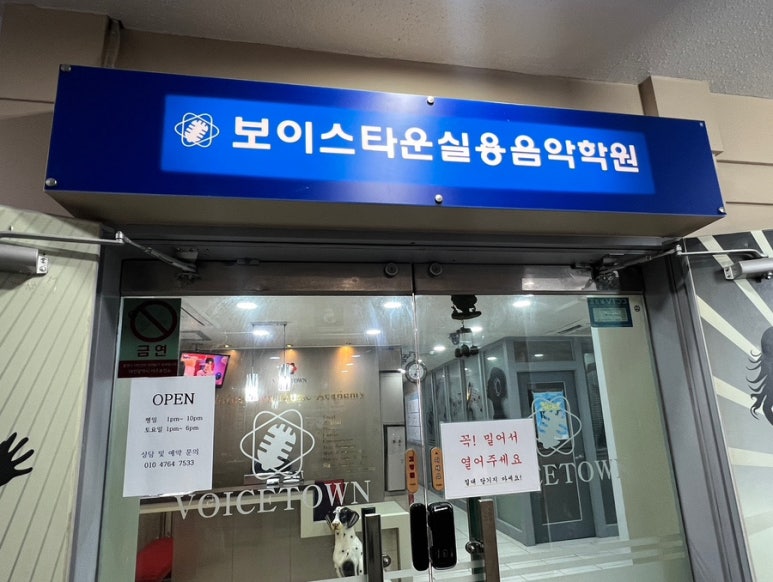 보이스타운실용음악학원
금연
OPEN
평일 1pm~ 10pm
토요일 1pm~ 6pm
상담 및 예약 문의
010 4764 7533
VOICETOWN
꼭! 밀어서
열어주세요
절대 당기지 마세요!
VOICETOWN